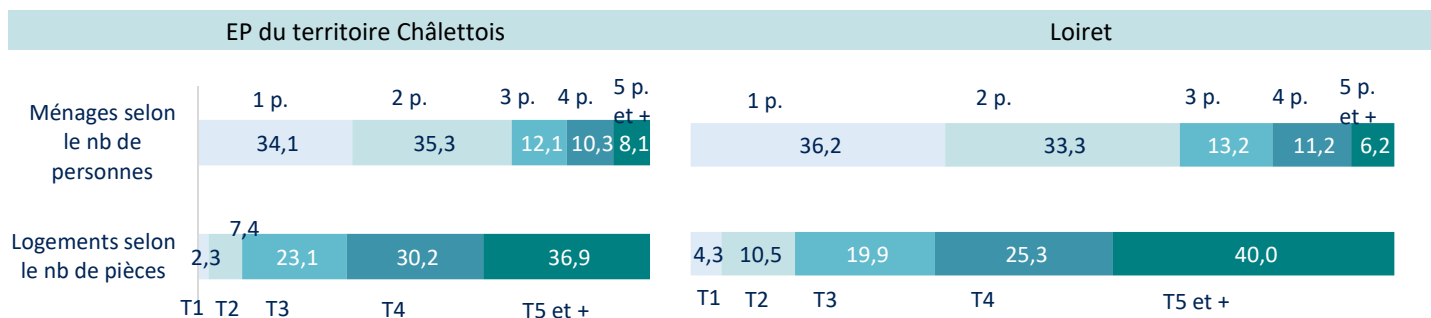 EP du territoire Châlettois
Loiret
Ménages selon
le nb de
personnes
1 p. 2 p. 3 p. 4 p. 5 p.
et +
34,1 35,3 12,1 10,3 8,1
1 p. 2 p. 3 p. 4 p. 5 p.
et +
36,2 33,3 13,2 11,2 6,2
Logements selon
le nb de pièces
2,3 7,4 23,1 30,2 36,9
T1 T2 T3 T4 T5 et +
4,3 10,5 19,9 25,3 40,0
T1 T2 T3 T4 T5 et +